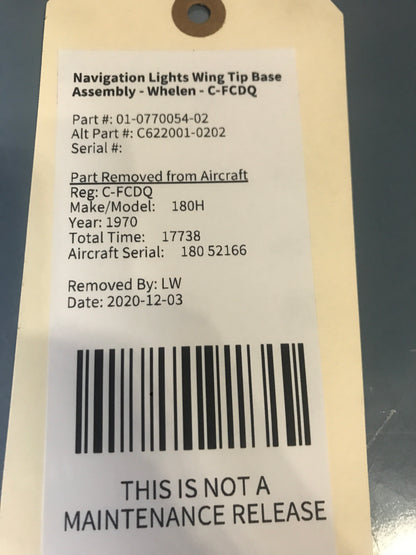 Navigation Lights Wing Tip Base
Assembly - Whelen - C-FCDQ
Part #: 01-0770054-02
Alt Part #: C622001-0202
Serial #:
Part Removed from Aircraft
Reg: C-FCDQ
Make/Model: 180H
Year: 1970
Total Time: 17738
Aircraft Serial: 180 52166
Removed By: LW
Date: 2020-12-03
THIS IS NOT A
MAINTENANCE RELEASE